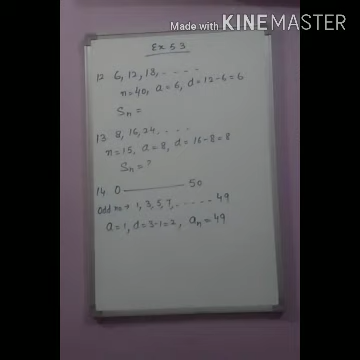 Made with KINEMASTER
Ex 5.3
12. 6, 12, 18, - - - -
n=40, a=6, d=12-6=6
Sn =
13. 8, 16, 24 - - - -
n=15, a=8, d=16-8=8
Sn = ?
14. 0 ——— 50
Odd no → 1, 3, 5, 7, - - - - - 49
a=1, d=3-1=2, an=49